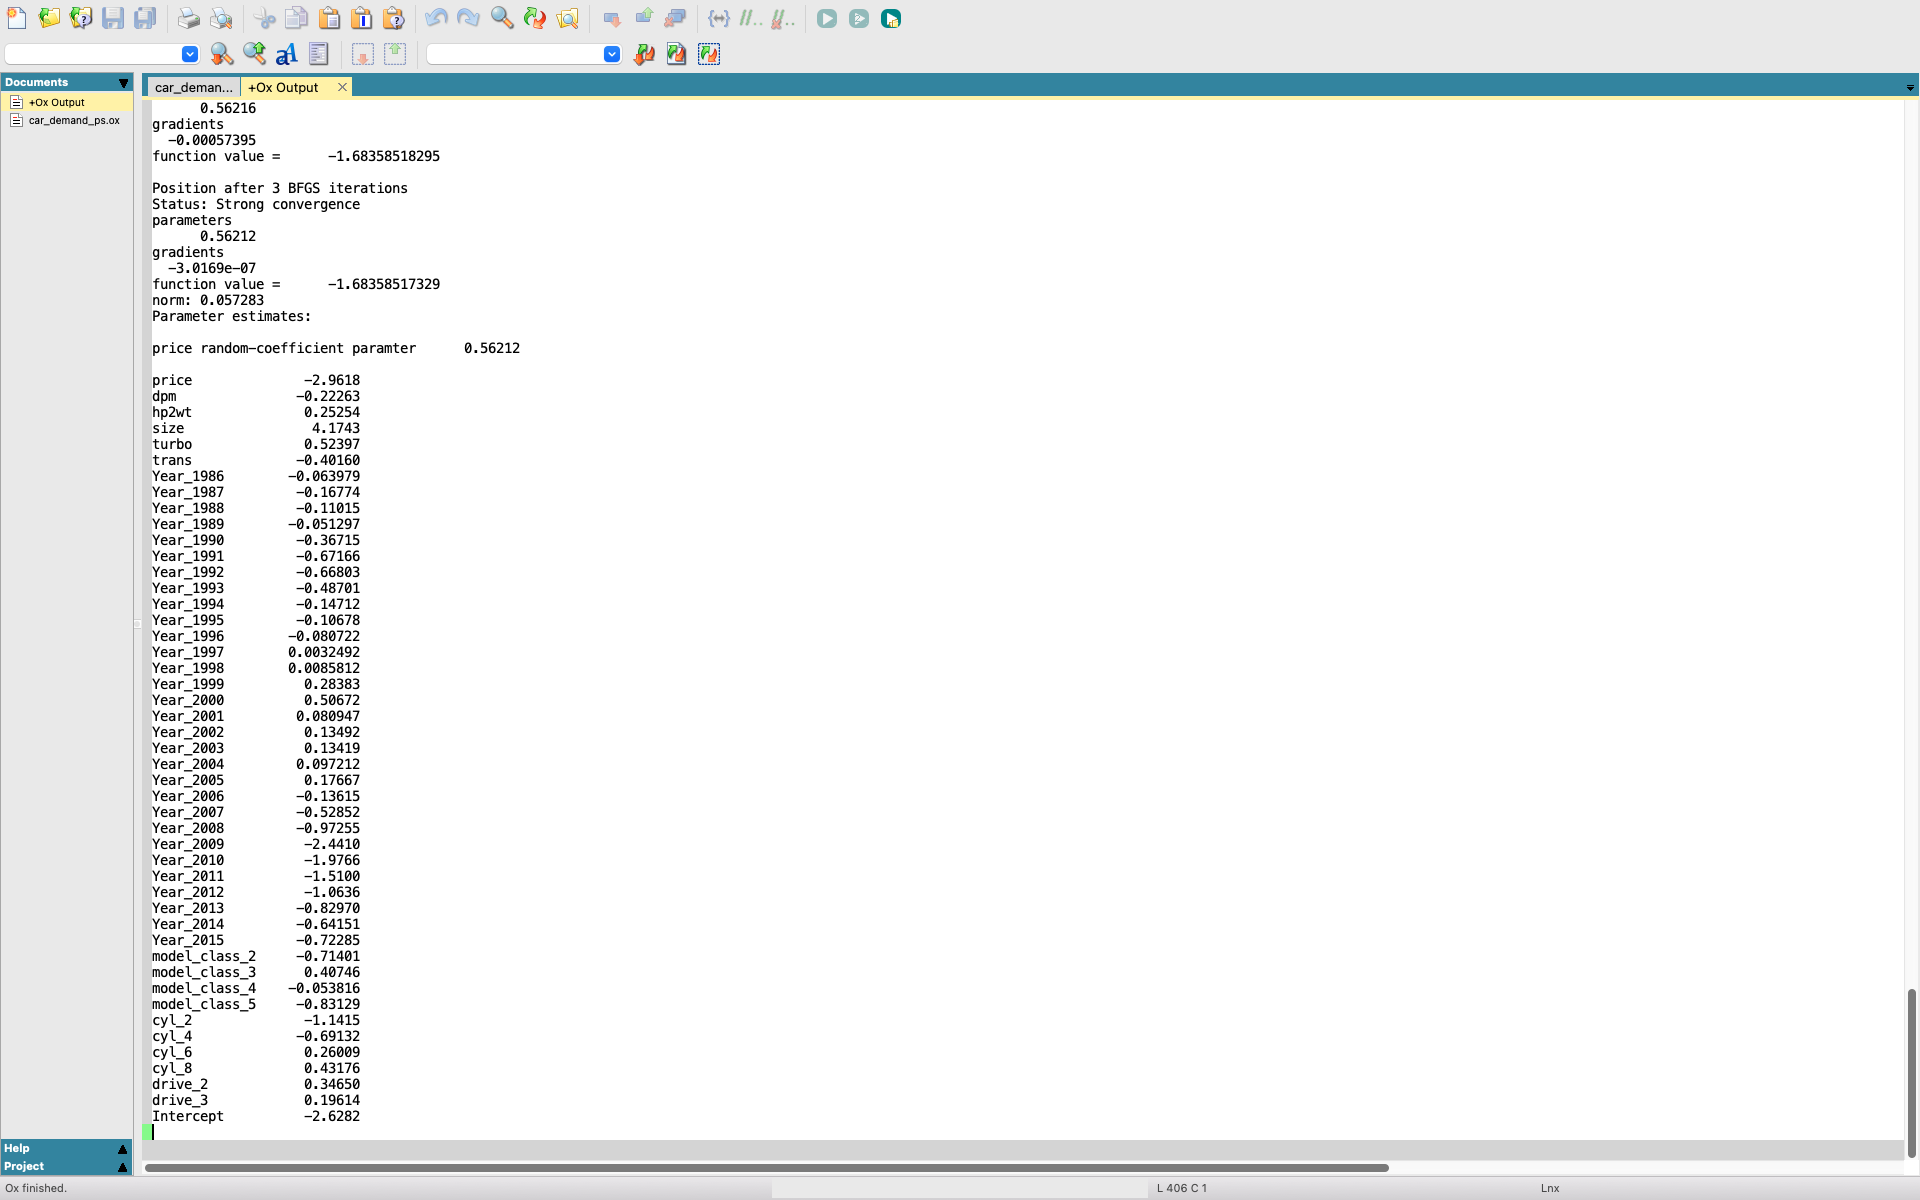 Documents
+Ox Output
car_demand_ps.ox
car_deman... +Ox Output
0.56216
gradients
-0.00057395
function value = -1.68358518295
Position after 3 BFGS iterations
Status: Strong convergence
parameters
0.56212
gradients
-3.0169e-07
function value = -1.68358517329
norm: 0.057283
Parameter estimates:
price random-coefficient paramter 0.56212
price -2.9618
dpm -0.22263
hp2wt 0.25254
size 4.1743
turbo 0.52397
trans -0.40160
Year_1986 -0.063979
Year_1987 -0.16774
Year_1988 -0.11015
Year_1989 -0.051297
Year_1990 -0.36715
Year_1991 -0.67166
Year_1992 -0.66803
Year_1993 -0.48701
Year_1994 -0.14712
Year_1995 -0.10678
Year_1996 -0.080722
Year_1997 0.0032492
Year_1998 0.0085812
Year_1999 0.28383
Year_2000 0.50672
Year_2001 0.080947
Year_2002 0.13492
Year_2003 0.13419
Year_2004 0.097212
Year_2005 0.17667
Year_2006 -0.13615
Year_2007 -0.52852
Year_2008 -0.97255
Year_2009 -2.4410
Year_2010 -1.9766
Year_2011 -1.5100
Year_2012 -1.0636
Year_2013 -0.82970
Year_2014 -0.64151
Year_2015 -0.72285
model_class_2 -0.71401
model_class_3 0.40746
model_class_4 -0.053816
model_class_5 -0.83129
cyl_2 -1.1415
cyl_4 -0.69132
cyl_6 0.26009
cyl_8 0.43176
drive_2 0.34650
drive_3 0.19614
Intercept -2.6282
Help
Project
Ox finished. L 406 C 1 Lnx